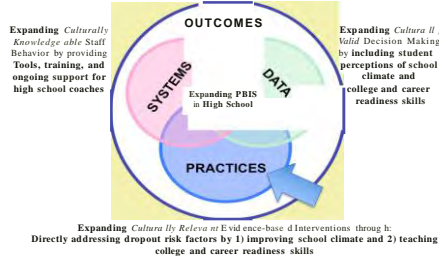 OUTCOMES
Expanding Culturally
Knowledge able Staff
Behavior by providing
Tools, training, and
ongoing support for
high school coaches
Expanding Cultura ll y
Valid Decision Making
by including student
perceptions of school
climate and
college and career
readiness skills
SYSTEMS
DATA
Expanding PBIS
in High School
PRACTICES
Expanding Cultura lly Releva nt Evidence-base d Interventions throug h:
Directly addressing dropout risk factors by 1) improving school climate and 2) teaching
college and career readiness skills